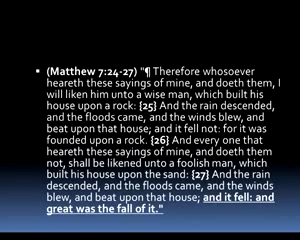 ▪ (Matthew 7:24-27) "¶ Therefore whosoever
heareth these sayings of mine, and doeth them, I
will liken him unto a wise man, which built his
house upon a rock: {25} And the rain descended,
and the floods came, and the winds blew, and
beat upon that house; and it fell not: for it was
founded upon a rock. {26} And every one that
heareth these sayings of mine, and doeth them
not, shall be likened unto a foolish man, which
built his house upon the sand: {27} And the rain
descended, and the floods came, and the winds
blew, and beat upon that house; and it fell: and
great was the fall of it."